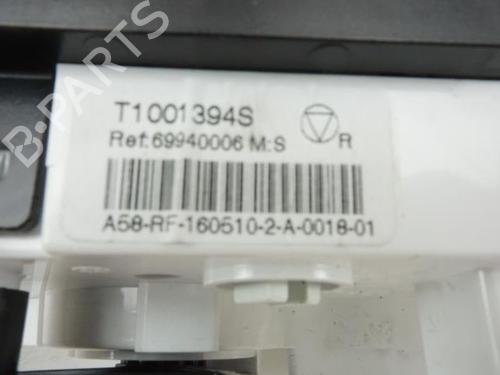 T1001394S
Ref:69940006 M:S
R
A58-RF-160510-2-A-0018-01
B-PARTS